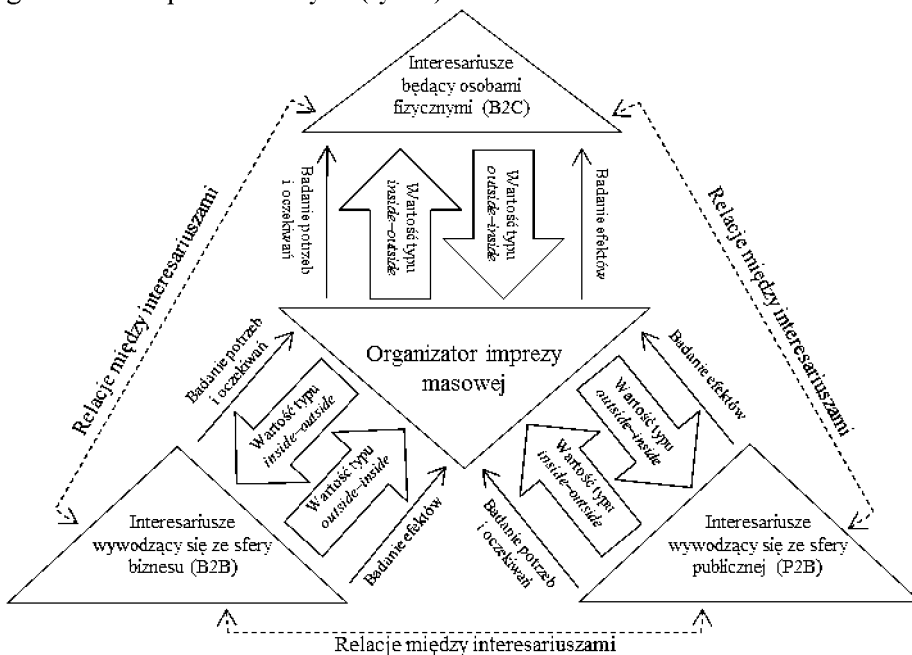 Interesariusze
będący osobami
fizycznymi (B2C)
Badanie potrzeb
i oczekiwań
Wartość typu
inside–outside
Wartość typu
outside–inside
Badanie efektów
Relacje między interesariuszami
Relacje między interesariuszami
Organizator imprezy
masowej
Badanie potrzeb
i oczekiwań
Wartość typu
inside–outside
Wartość typu
outside–inside
Badanie efektów
Badanie efektów
Wartość typu
inside–outside
Wartość typu
outside–inside
Badanie potrzeb
i oczekiwań
Interesariusze
wywodzący się ze sfery
biznesu (B2B)
Interesariusze
wywodzący się ze sfery
publicznej (P2B)
Relacje między interesariuszami